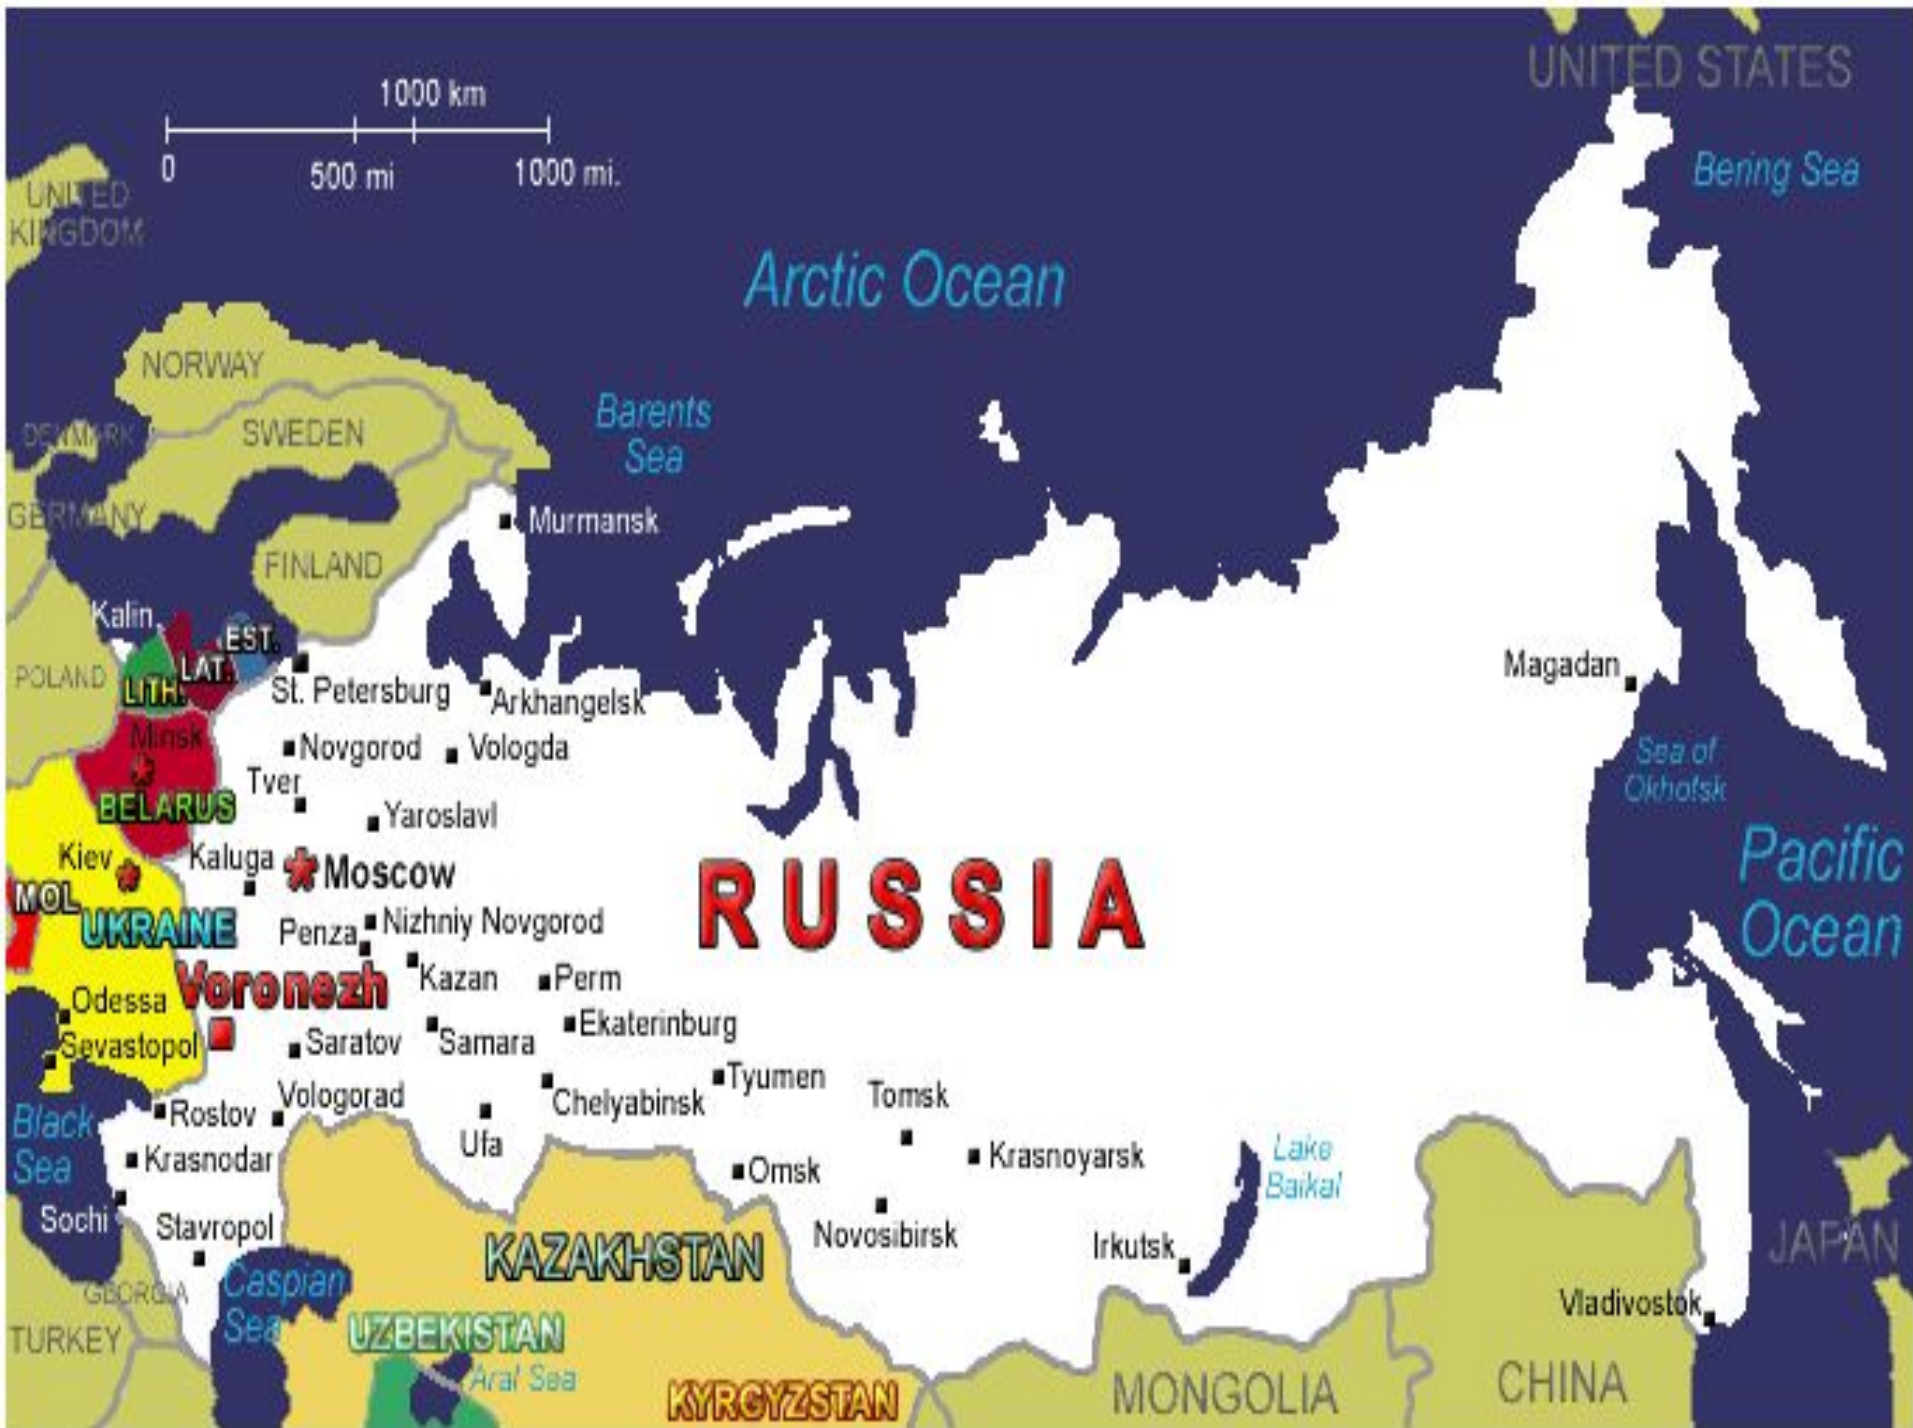 UNITED STATES
1000 km
0
500 mi
1000 mi.
Bering Sea
UNITED
KINGDOM
Arctic Ocean
NORWAY
Barents
Sea
DENMARK
SWEDEN
GERMANY
Murmansk
FINLAND
Kalin.
EST.
LAT.
LITH.
POLAND
St. Petersburg
Arkhangelsk
Magadan
Minsk
Novgorod
Vologda
Sea of
Okhotsk
Tver
BELARUS
Yaroslavl
Pacific
Ocean
Kiev
Kaluga
Moscow
RUSSIA
MOL
UKRAINE
Penza
Nizhniy Novgorod
Voronezh
Kazan
Perm
Odessa
Sevastopol
Saratov
Samara
Ekaterinburg
Tyumen
Vologorad
Chelyabinsk
Tomsk
Black
Sea
Rostov
Ufa
Krasnodar
Omsk
Krasnoyarsk
Lake
Baikal
Sochi
Stavropol
Novosibirsk
Irkutsk
JAPAN
KAZAKHSTAN
GEORGIA
Caspian
Sea
Vladivostok
TURKEY
UZBEKISTAN
Aral Sea
KYRGYZSTAN
MONGOLIA
CHINA